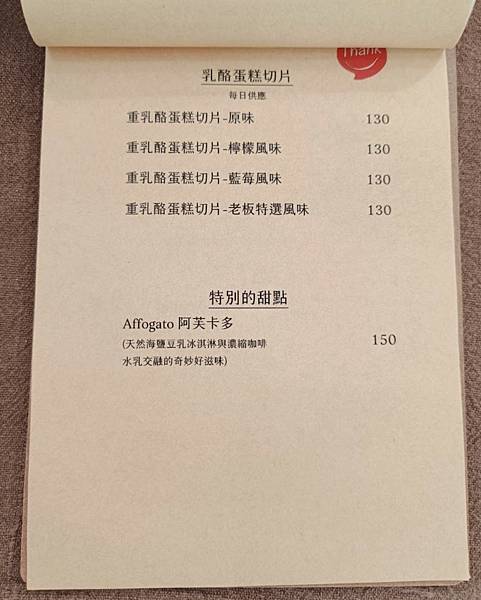 Thank
乳酪蛋糕切片
每日供應
重乳酪蛋糕切片-原味 130
重乳酪蛋糕切片-檸檬風味 130
重乳酪蛋糕切片-藍莓風味 130
重乳酪蛋糕切片-老板特選風味 130
特別的甜點
Affogato 阿芙卡多 150
(天然海鹽豆乳冰淇淋與濃縮咖啡
水乳交融的奇妙好滋味)